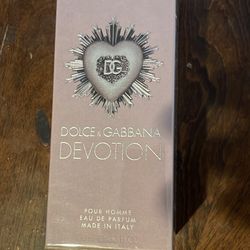 DG
DOLCE & GABBANA
DEVOTION
POUR HOMME
EAU DE PARFUM
MADE IN ITALY